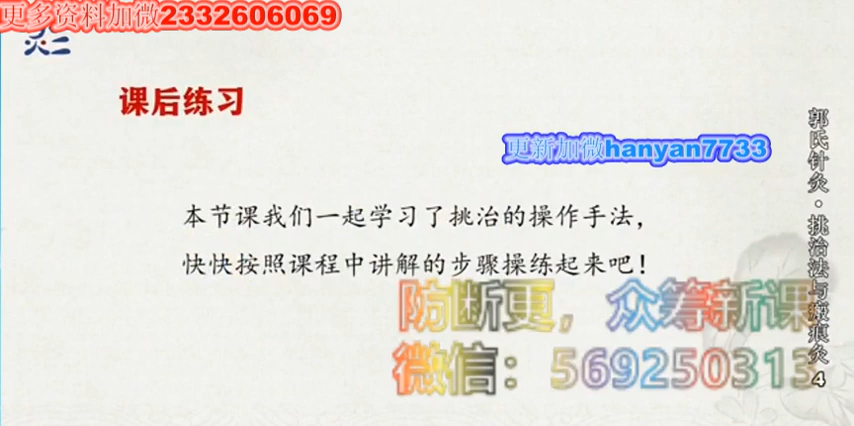 更多资料加微2332606069
灸二
课后练习
更新加微hanyan7733
本节课我们一起学习了挑治的操作手法，
快快按照课程中讲解的步骤操练起来吧！
防断更，众筹新课
微信：569250313
郭氏针灸·挑治法与瘢痕灸 4